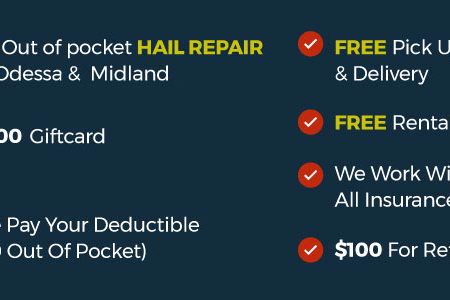 Out of pocket HAIL REPAIR
Odessa & Midland
00 Giftcard
Pay Your Deductible
Out Of Pocket)
FREE Pick U
& Delivery
FREE Renta
We Work Wi
All Insurance
$100 For Re